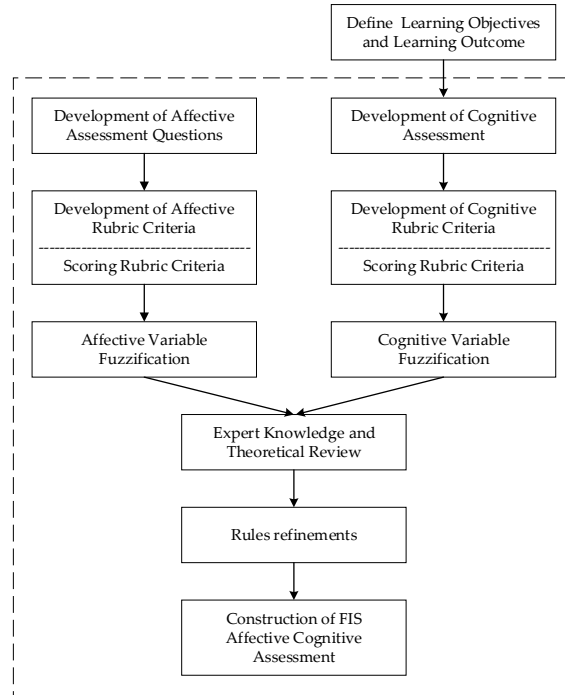 Define Learning Objectives
and Learning Outcome
Development of Affective
Assessment Questions
Development of Cognitive
Assessment
Development of Affective
Rubric Criteria
Scoring Rubric Criteria
Development of Cognitive
Rubric Criteria
Scoring Rubric Criteria
Affective Variable
Fuzzification
Cognitive Variable
Fuzzification
Expert Knowledge and
Theoretical Review
Rules refinements
Construction of FIS
Affective Cognitive
Assessment